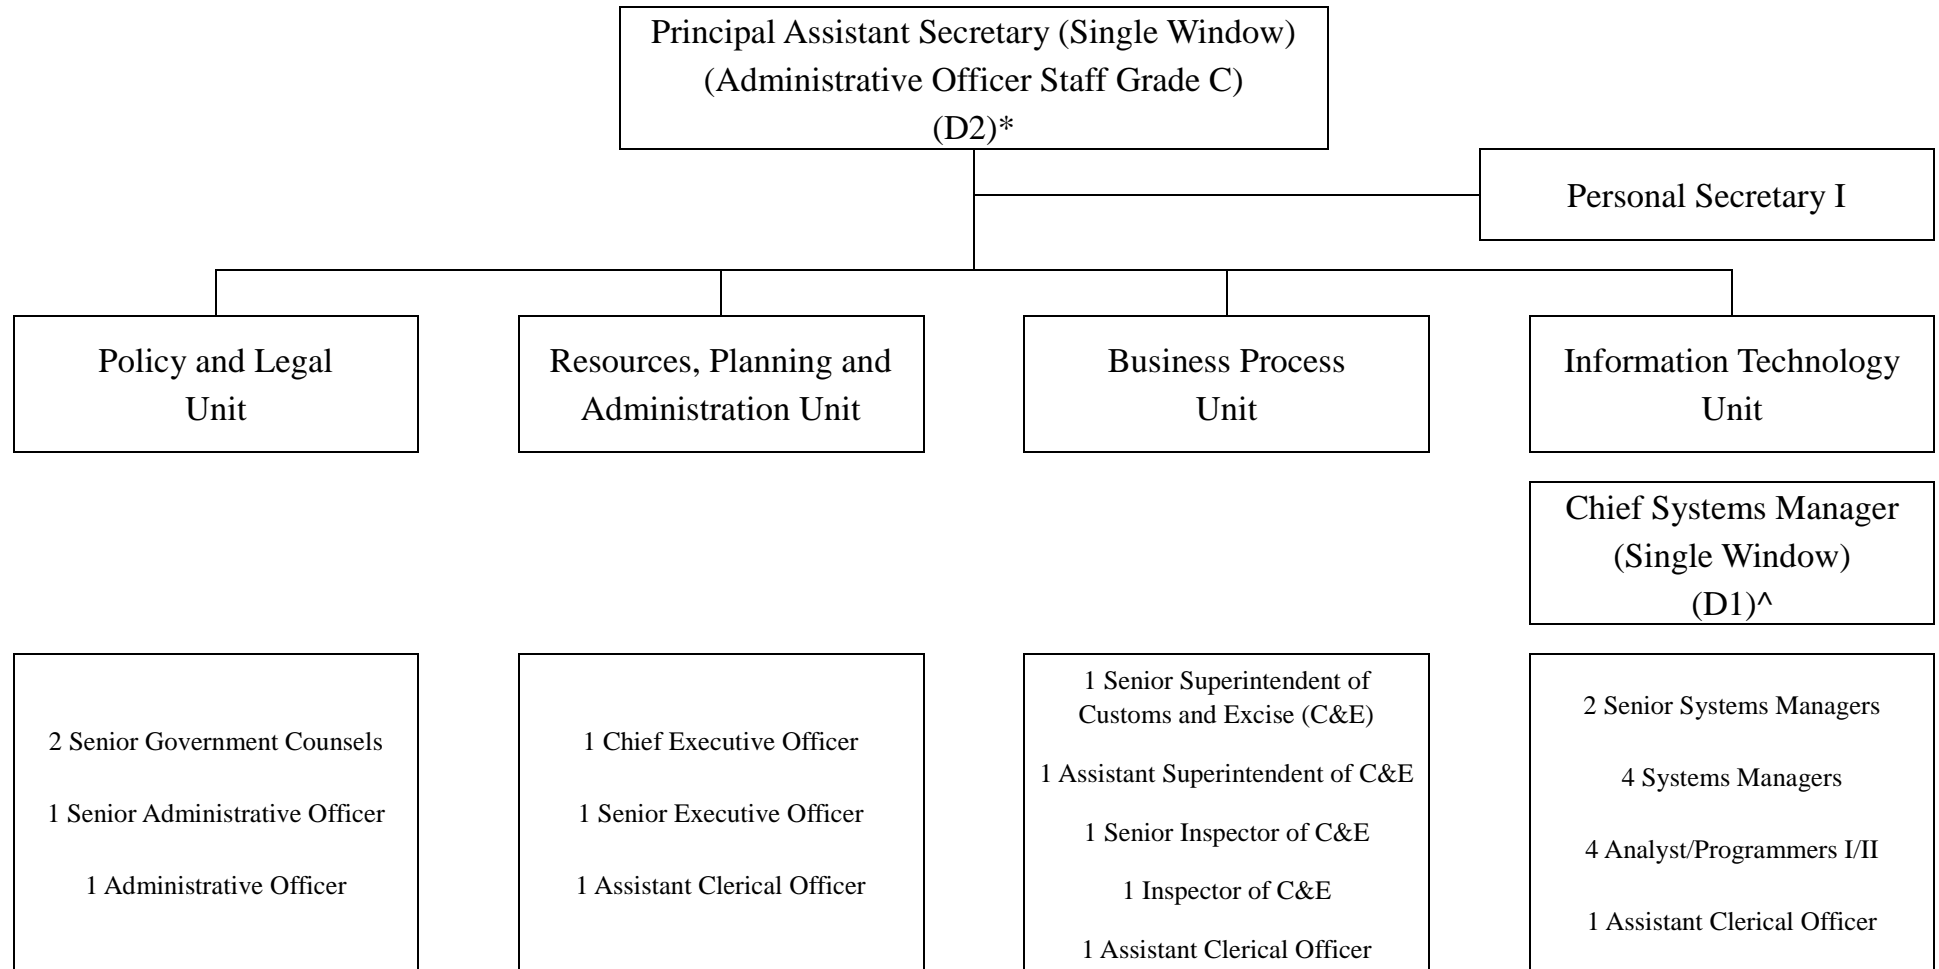 Principal Assistant Secretary (Single Window)
(Administrative Officer Staff Grade C)
(D2)*
Personal Secretary I
Policy and Legal
Unit
Resources, Planning and
Administration Unit
Business Process
Unit
Information Technology
Unit
Chief Systems Manager
(Single Window)
(D1)^
2 Senior Government Counsels
1 Senior Administrative Officer
1 Administrative Officer
1 Chief Executive Officer
1 Senior Executive Officer
1 Assistant Clerical Officer
1 Senior Superintendent of
Customs and Excise (C&E)
1 Assistant Superintendent of C&E
1 Senior Inspector of C&E
1 Inspector of C&E
1 Assistant Clerical Officer
2 Senior Systems Managers
4 Systems Managers
4 Analyst/Programmers I/II
1 Assistant Clerical Officer